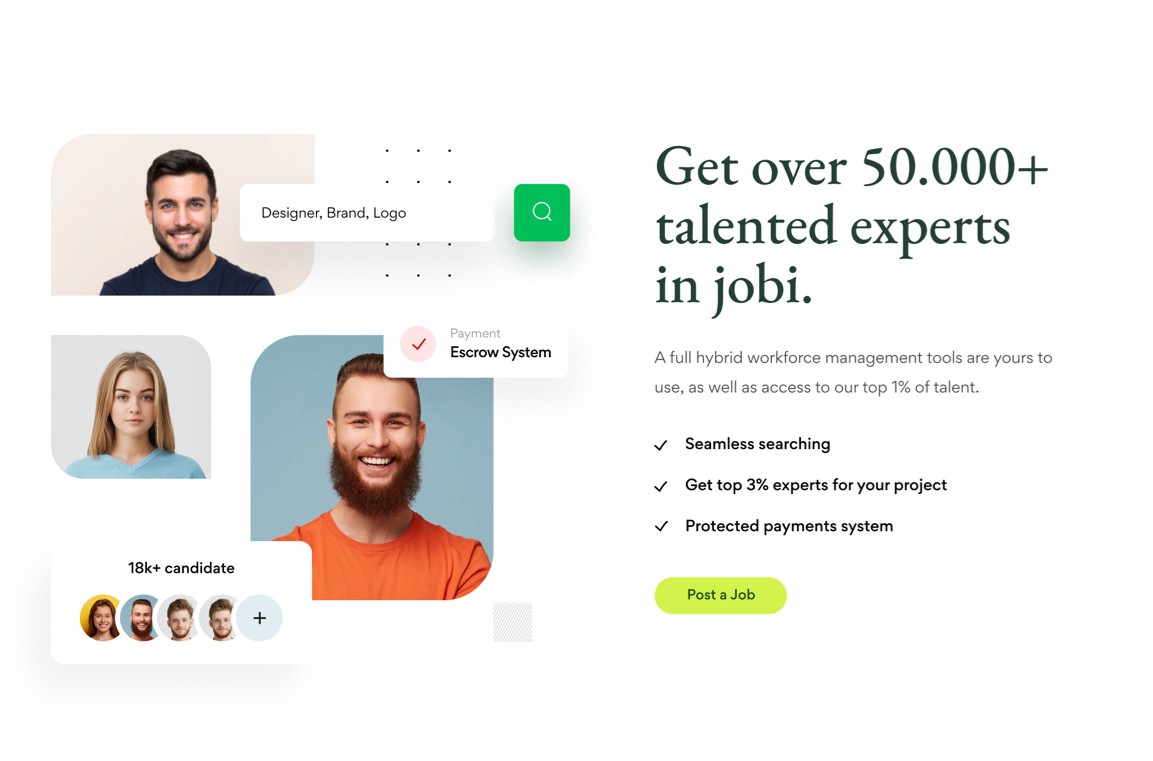 Designer, Brand, Logo
Payment
Escrow System
18k+ candidate
+
Get over 50.000+
talented experts
in jobi.
A full hybrid workforce management tools are yours to
use, as well as access to our top 1% of talent.
Seamless searching
Get top 3% experts for your project
Protected payments system
Post a Job